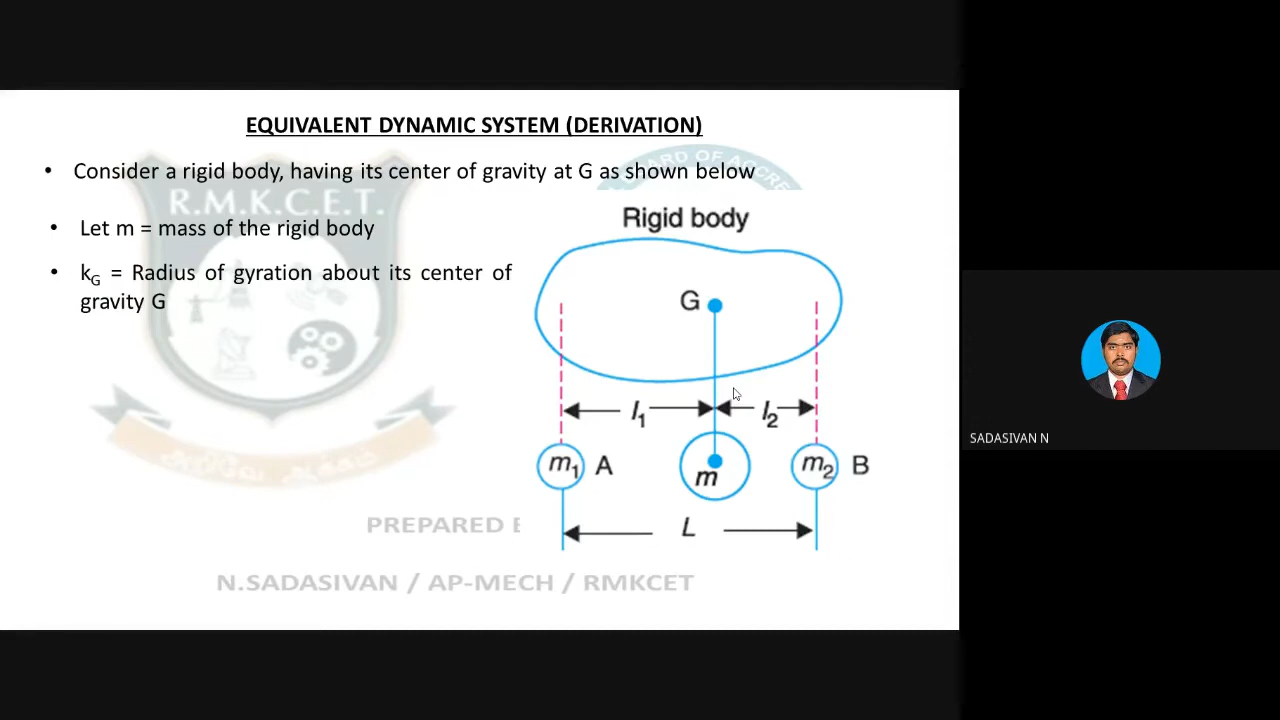 EQUIVALENT DYNAMIC SYSTEM (DERIVATION)
• Consider a rigid body, having its center of gravity at G as shown below
R.M.K.C.E.T.
• Let m = mass of the rigid body
• kG = Radius of gyration about its center of
gravity G
Rigid body
G
l1 l2
m1 A m m2 B
L
PREPARED
N.SADASIVAN / AP-MECH / RMKCET
SADASIVAN N